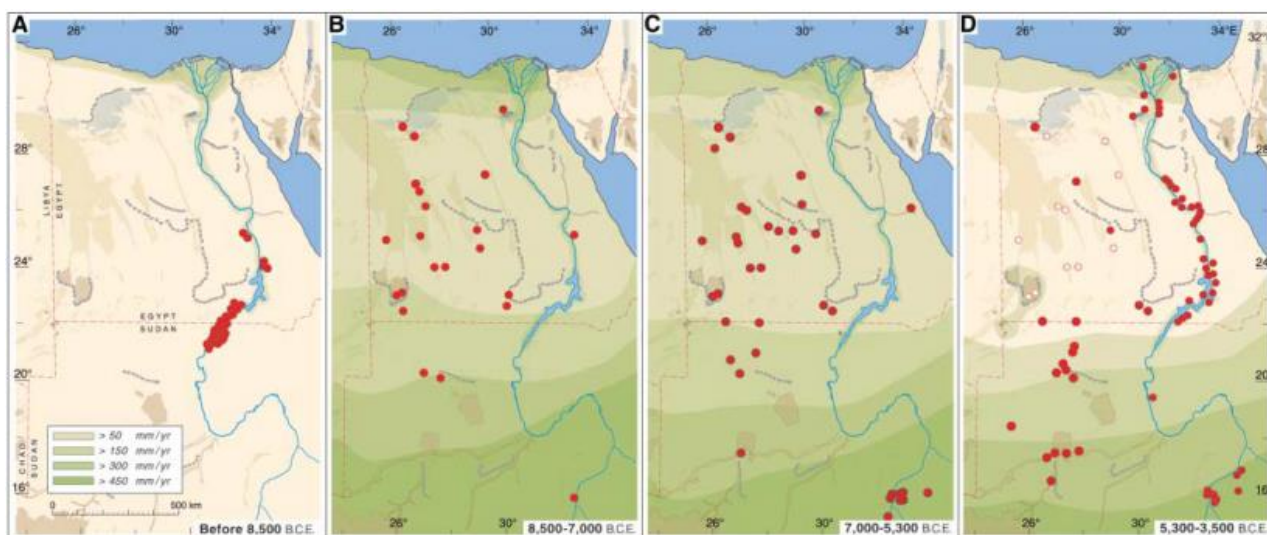 A
B
C
D
26°
30°
34°
26°
30°
34°
26°
30°
34°
26°
30°
34°E
32°N
28°
24°
20°
16°
28°
24°
20°
16°
LIBYA
EGYPT
EGYPT
SUDAN
CHAD
SUDAN
> 50 mm/yr
> 150 mm/yr
> 300 mm/yr
> 450 mm/yr
0
500 km
Before 8,500 B.C.E.
26°
30°
8,500-7,000 B.C.E.
26°
30°
7,000-5,300 B.C.E.
26°
30°
5,300-3,500 B.C.E.